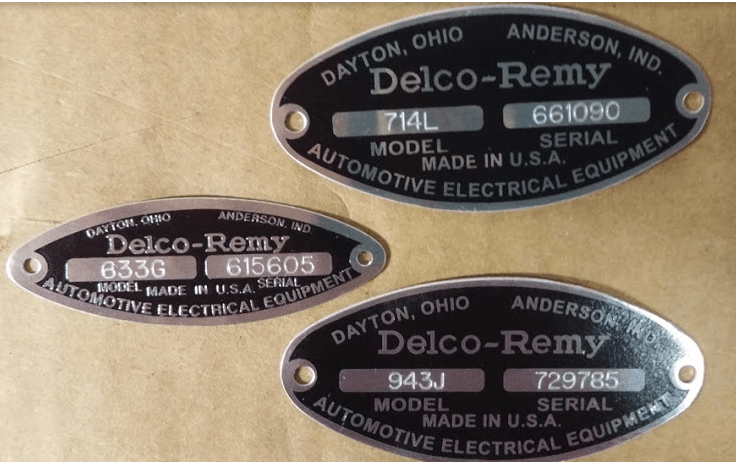 DAYTON, OHIO ANDERSON, IND.
Delco-Remy
714L 661090
MODEL SERIAL
MADE IN U.S.A.
AUTOMOTIVE ELECTRICAL EQUIPMENT
DAYTON, OHIO ANDERSON, IND.
Delco-Remy
633G 615605
MODEL MADE IN U.S.A. SERIAL
AUTOMOTIVE ELECTRICAL EQUIPMENT
DAYTON, OHIO ANDERSON, IND.
Delco-Remy
943J 729785
MODEL SERIAL
MADE IN U.S.A.
AUTOMOTIVE ELECTRICAL EQUIPMENT